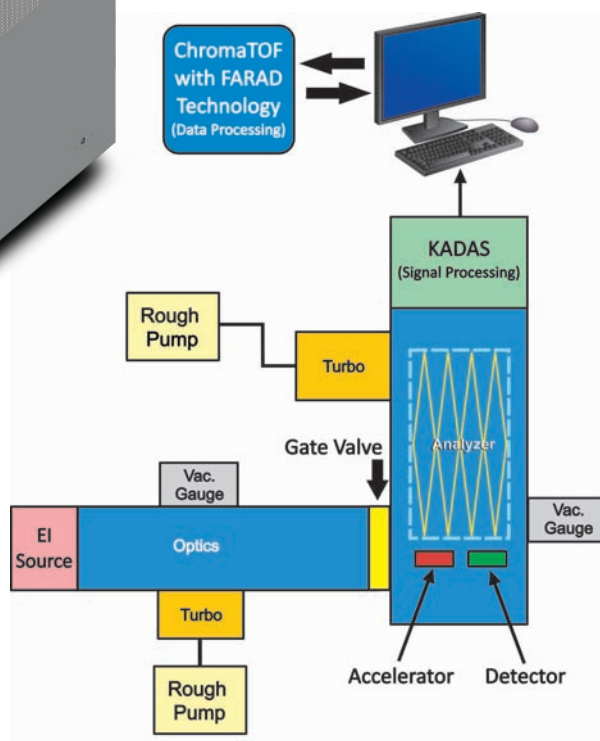 ChromaTOF
with FARAD
Technology
(Data Processing)
KADAS
(Signal Processing)
Rough
Pump
Turbo
Analyzer
Gate Valve
Vac.
Gauge
Vac.
Gauge
EI
Source
Optics
Turbo
Rough
Pump
Accelerator
Detector